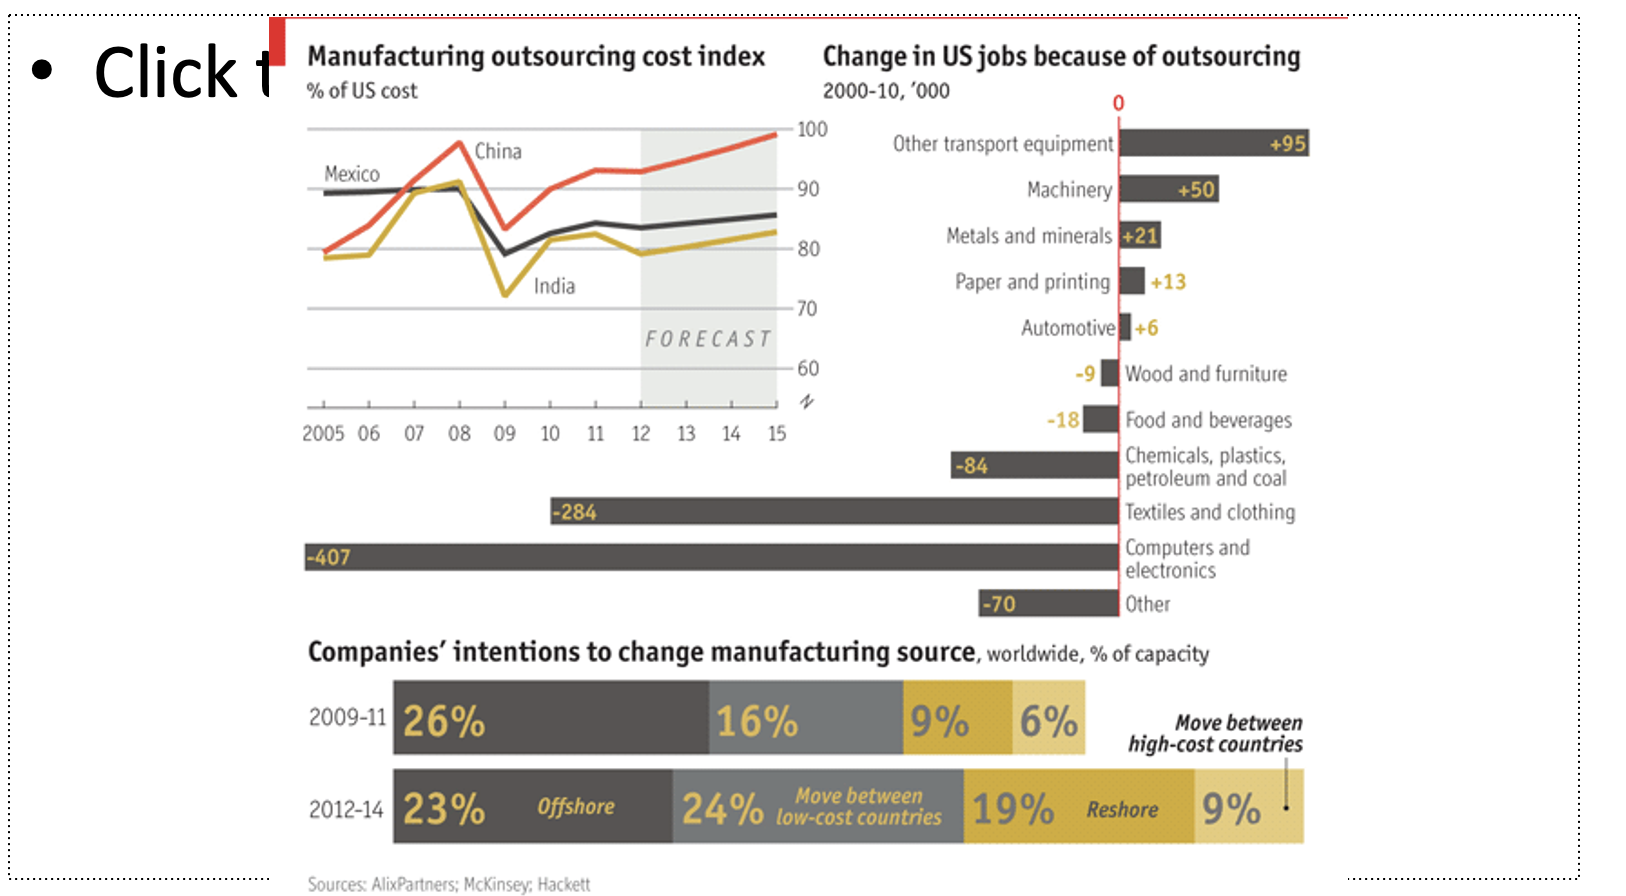 • Click t
Manufacturing outsourcing cost index
% of US cost
100
90
80
70
60
China
Mexico
India
FORECAST
2005 06 07 08 09 10 11 12 13 14 15
Change in US jobs because of outsourcing
2000-10, ’000
0
Other transport equipment +95
Machinery +50
Metals and minerals +21
Paper and printing +13
Automotive +6
-9 Wood and furniture
-18 Food and beverages
-84 Chemicals, plastics,
petroleum and coal
-284 Textiles and clothing
-407 Computers and
electronics
-70 Other
Companies’ intentions to change manufacturing source, worldwide, % of capacity
2009-11 26% 16% 9% 6%
Move between
high-cost countries
2012-14 23% Offshore 24% Move between
low-cost countries 19% Reshore 9%
Sources: AlixPartners; McKinsey; Hackett